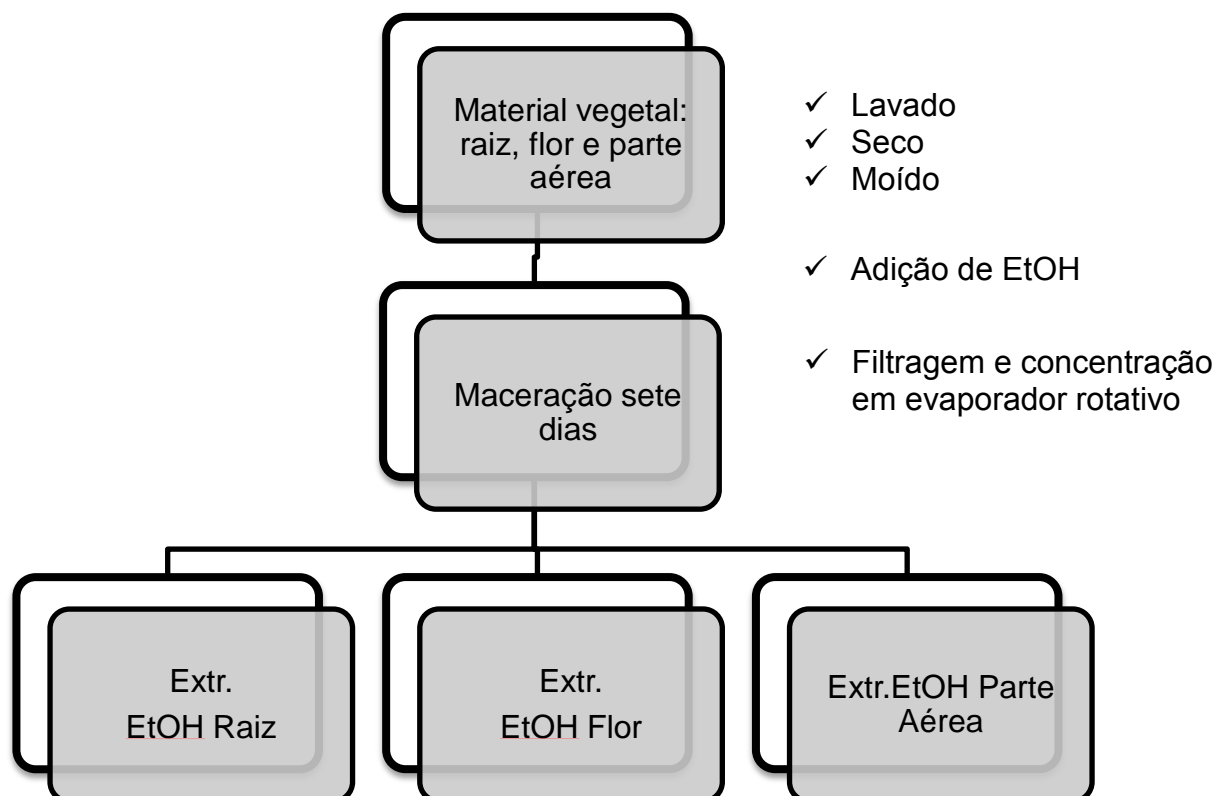 Material vegetal:
raiz, flor e parte
aérea
✓ Lavado
✓ Seco
✓ Moído
✓ Adição de EtOH
Maceração sete
dias
✓ Filtragem e concentração
em evaporador rotativo
Extr.
EtOH Raiz
Extr.
EtOH Flor
Extr.EtOH Parte
Aérea